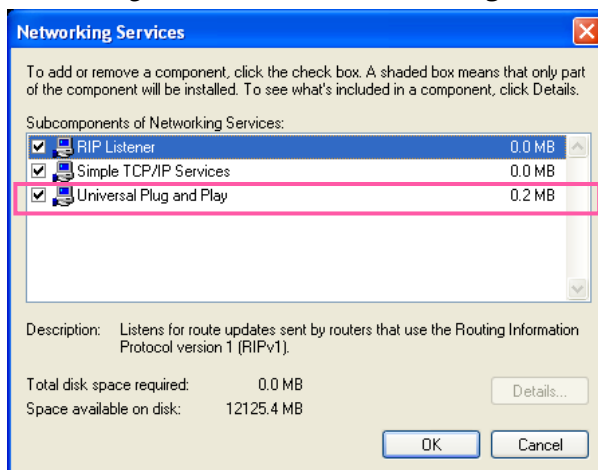 Networking Services
To add or remove a component, click the check box. A shaded box means that only part
of the component will be installed. To see what's included in a component, click Details.
Subcomponents of Networking Services:
RIP Listener 0.0 MB
Simple TCP/IP Services 0.0 MB
Universal Plug and Play 0.2 MB
Description: Listens for route updates sent by routers that use the Routing Information
Protocol version 1 (RIPv1).
Total disk space required: 0.0 MB
Details...
Space available on disk: 12125.4 MB
OK Cancel